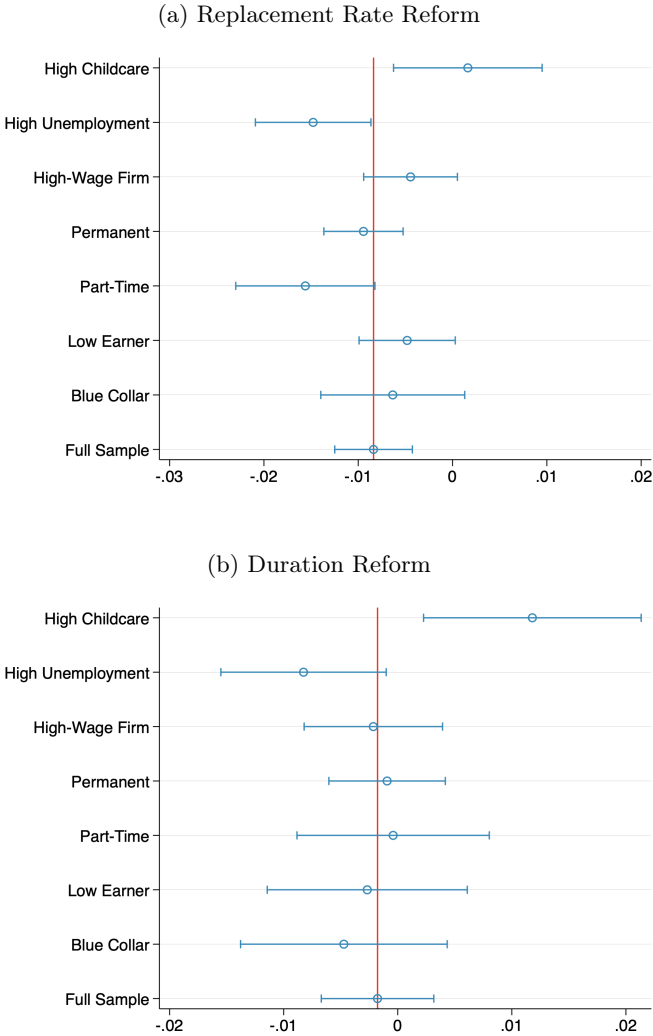 (a) Replacement Rate Reform
High Childcare
High Unemployment
High-Wage Firm
Permanent
Part-Time
Low Earner
Blue Collar
Full Sample
-.03 -.02 -.01 0 .01 .02
(b) Duration Reform
High Childcare
High Unemployment
High-Wage Firm
Permanent
Part-Time
Low Earner
Blue Collar
Full Sample
-.02 -.01 0 .01 .02